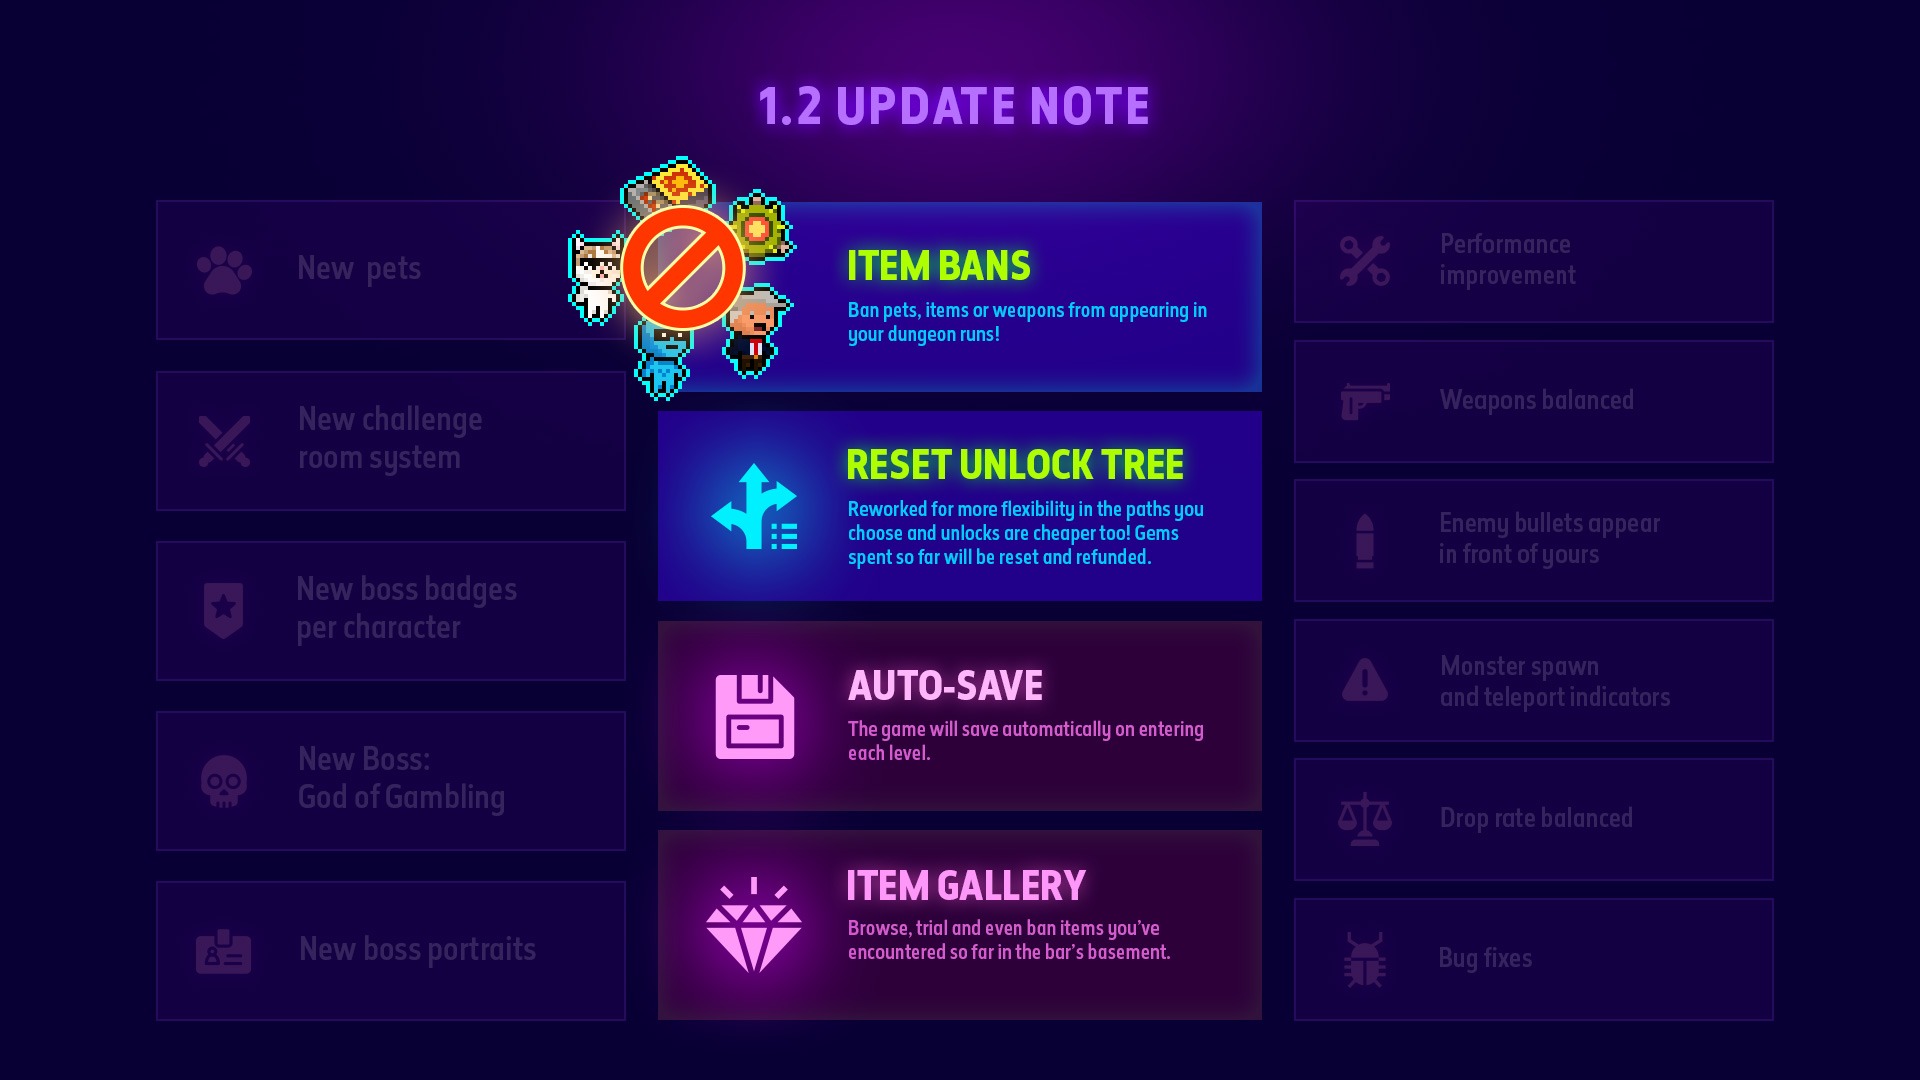 1.2 UPDATE NOTE
New pets
New challenge
room system
New boss badges
per character
New Boss:
God of Gambling
New boss portraits
ITEM BANS
Ban pets, items or weapons from appearing in
your dungeon runs!
RESET UNLOCK TREE
Reworked for more flexibility in the paths you
choose and unlocks are cheaper too! Gems
spent so far will be reset and refunded.
AUTO-SAVE
The game will save automatically on entering
each level.
ITEM GALLERY
Browse, trial and even ban items you've
encountered so far in the bar's basement.
Performance
improvement
Weapons balanced
Enemy bullets appear
in front of yours
Monster spawn
and teleport indicators
Drop rate balanced
Bug fixes